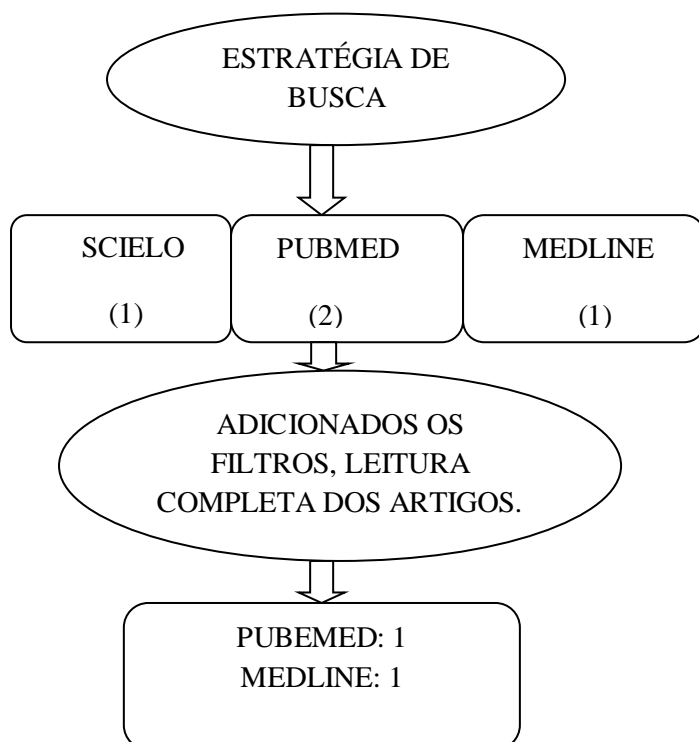 ESTRATÉGIA DE
BUSCA
SCIELO
(1)
PUBMED
(2)
MEDLINE
(1)
ADICIONADOS OS
FILTROS, LEITURA
COMPLETA DOS ARTIGOS.
PUBEMED: 1
MEDLINE: 1